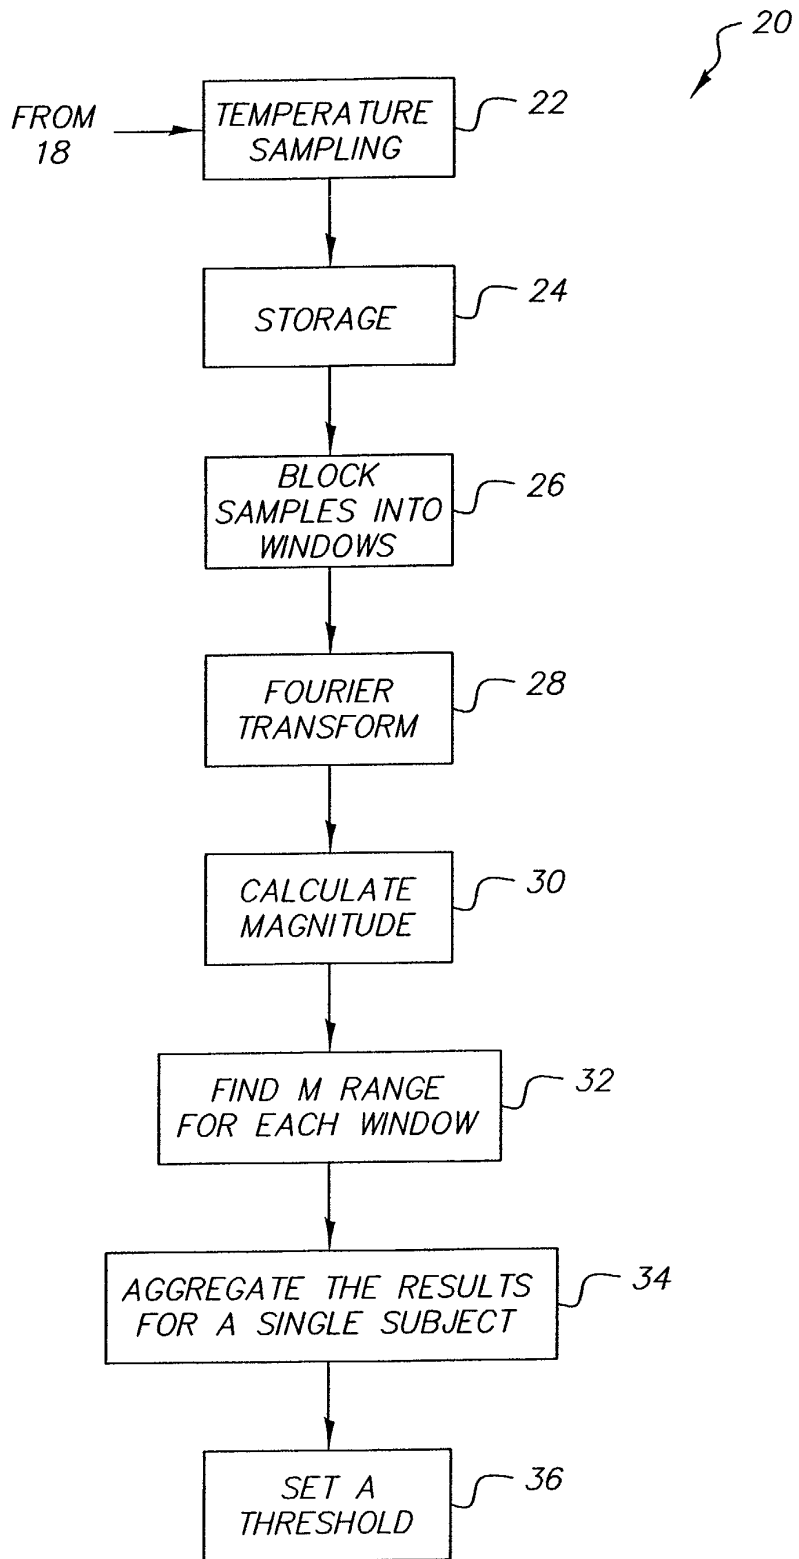 20
FROM
18
TEMPERATURE
SAMPLING
22
STORAGE
24
BLOCK
SAMPLES INTO
WINDOWS
26
FOURIER
TRANSFORM
28
CALCULATE
MAGNITUDE
30
FIND M RANGE
FOR EACH WINDOW
32
AGGREGATE THE RESULTS
FOR A SINGLE SUBJECT
34
SET A
THRESHOLD
36